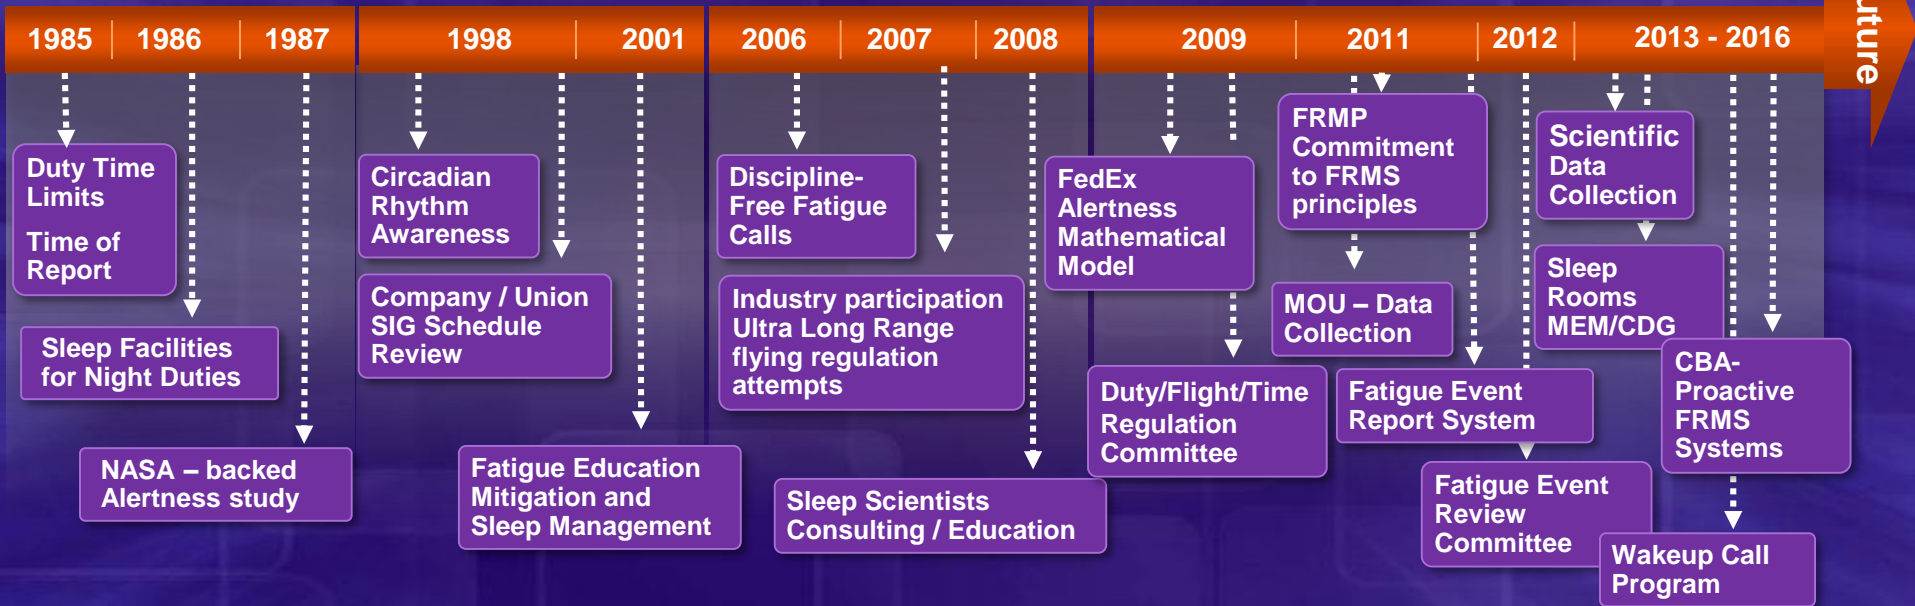 1985
1986
1987
1998
2001
2006
2007
2008
2009
2011
2012
2013 - 2016
uture
Duty Time
Limits
Time of
Report
Sleep Facilities
for Night Duties
NASA – backed
Alertness study
Circadian
Rhythm
Awareness
Company / Union
SIG Schedule
Review
Fatigue Education
Mitigation and
Sleep Management
Discipline-
Free Fatigue
Calls
Industry participation
Ultra Long Range
flying regulation
attempts
Sleep Scientists
Consulting / Education
FedEx
Alertness
Mathematical
Model
Duty/Flight/Time
Regulation
Committee
FRMP
Commitment
to FRMS
principles
MOU – Data
Collection
Fatigue Event
Report System
Fatigue Event
Review
Committee
Scientific
Data
Collection
Sleep
Rooms
MEM/CDG
CBA-
Proactive
FRMS
Systems
Wakeup Call
Program